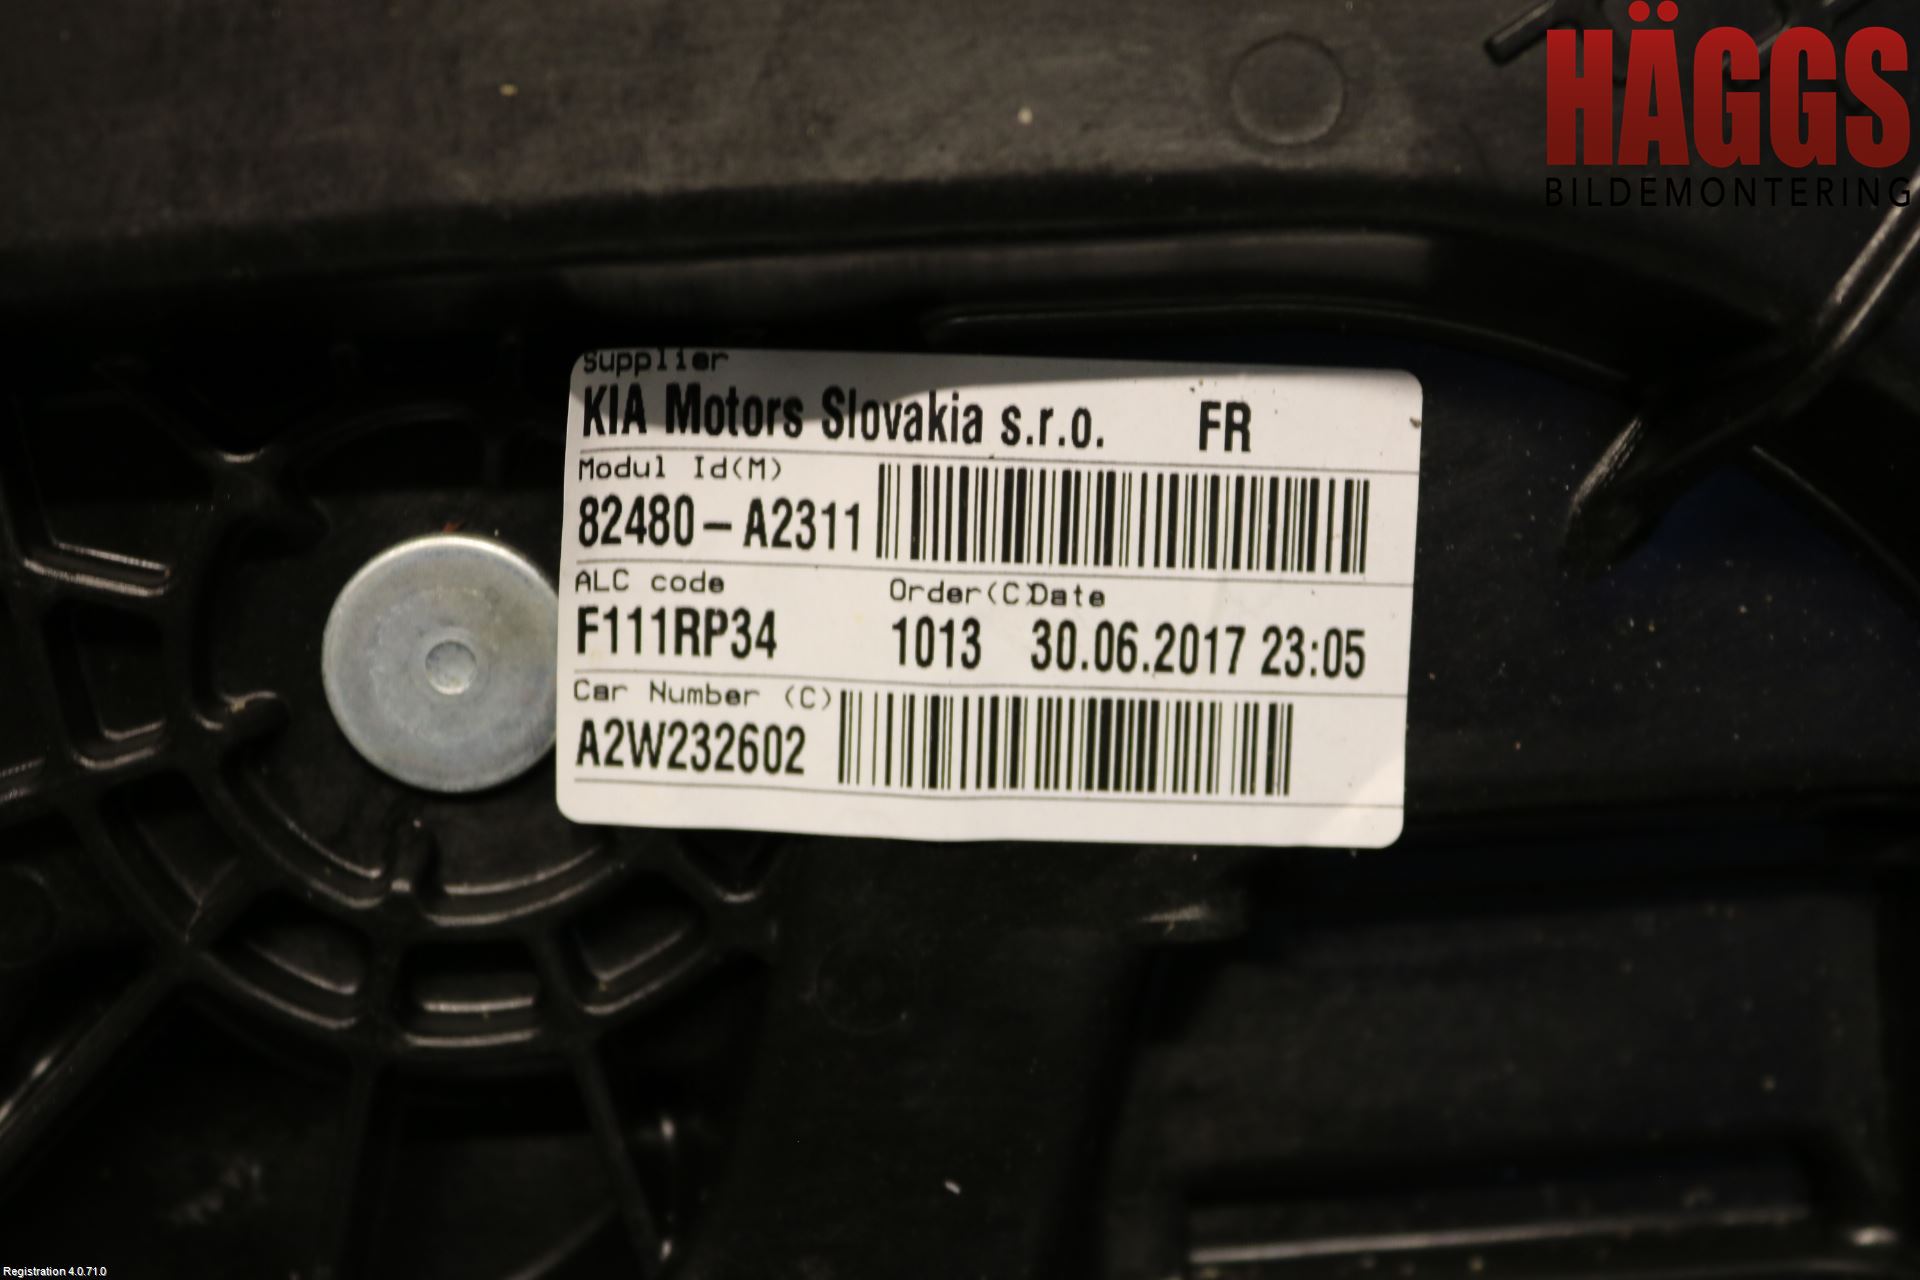 HÄGGS
BILDEMONTERING
Supplier
KIA Motors Slovakia s.r.o. FR
Modul Id(M)
82480-A2311
ALC code Order(C)Date
F111RP34 1013 30.06.2017 23:05
Car Number (C)
A2W232602
Registration 4.0.71.0